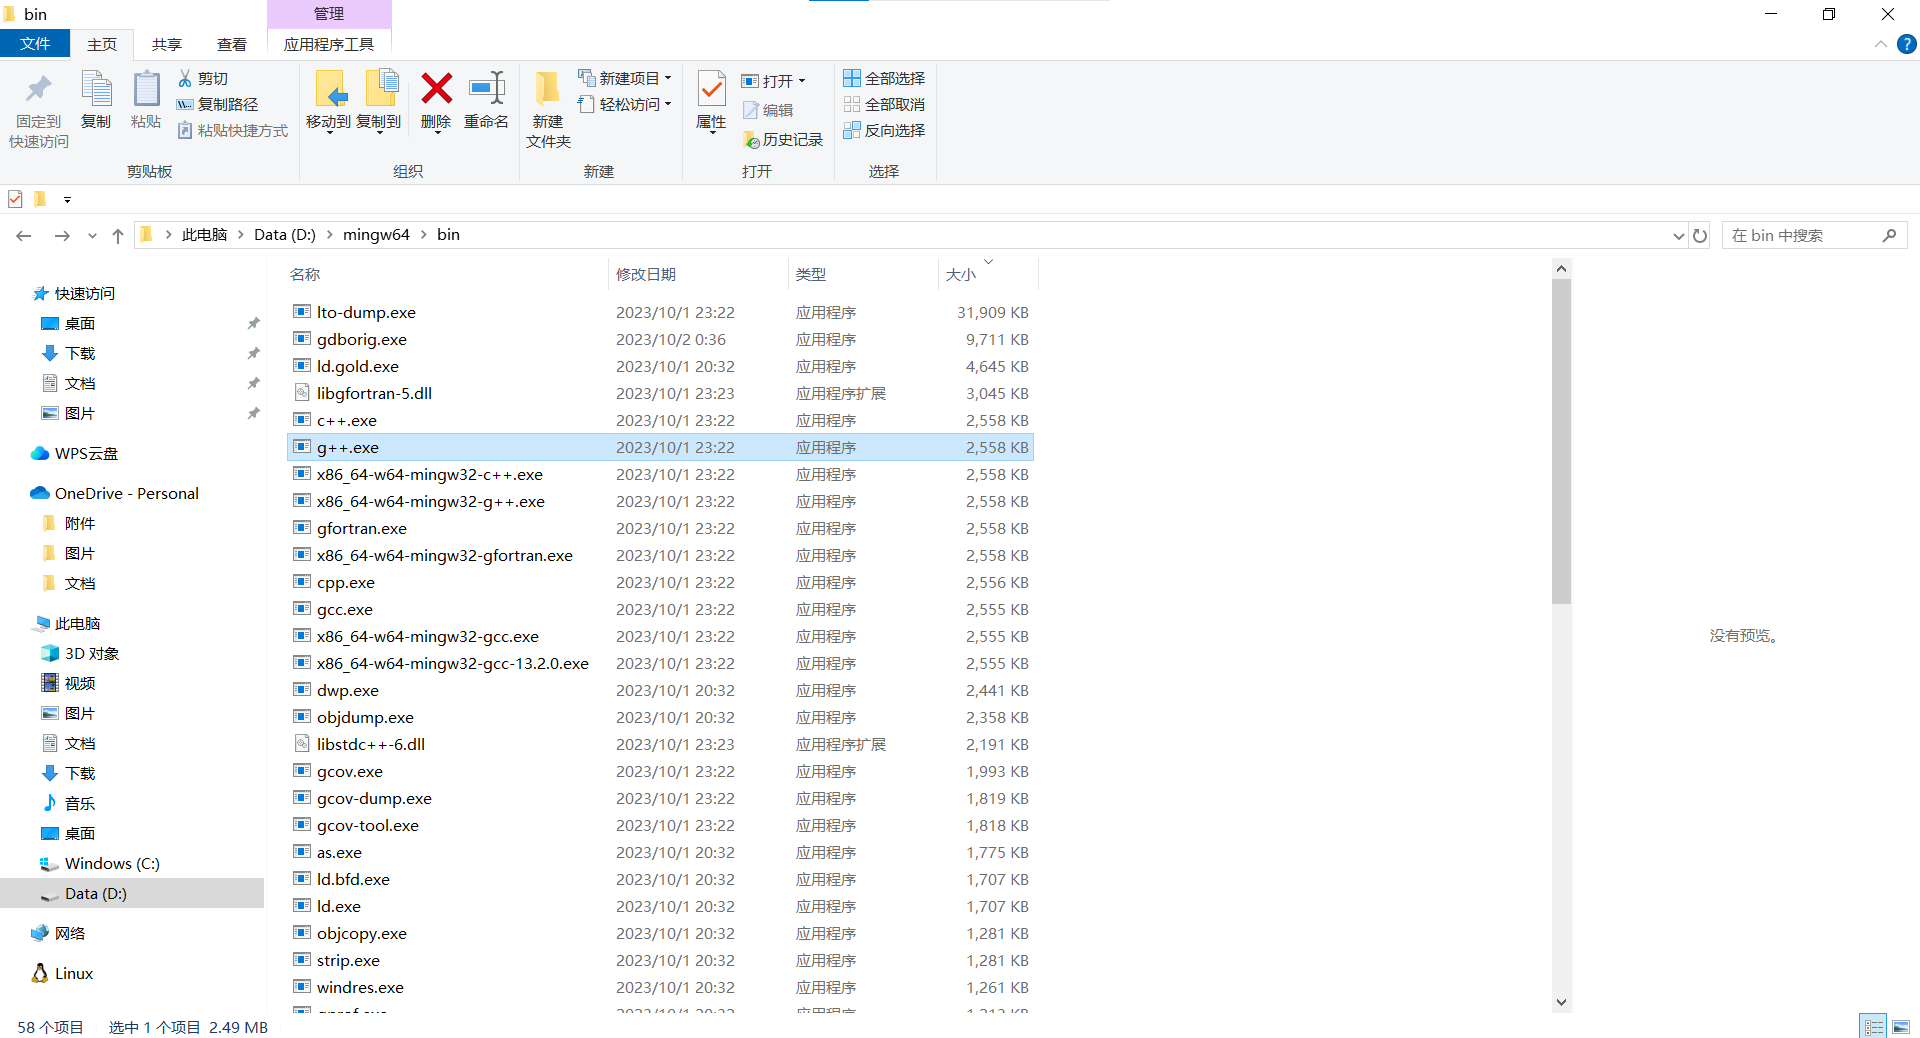 bin
管理
文件
主页
共享
查看
应用程序工具
固定到
快速访问
复制
粘贴
剪切
复制路径
粘贴快捷方式
剪贴板
移动到
复制到
删除
重命名
组织
新建
文件夹
新建项目
轻松访问
新建
属性
打开
编辑
历史记录
打开
全部选择
全部取消
反向选择
选择
此电脑 > Data (D:) > mingw64 > bin
在 bin 中搜索
快速访问
桌面
下载
文档
图片
WPS云盘
OneDrive - Personal
附件
图片
文档
此电脑
3D 对象
视频
图片
文档
下载
音乐
桌面
Windows (C:)
Data (D:)
网络
Linux
名称 修改日期 类型 大小
lto-dump.exe 2023/10/1 23:22 应用程序 31,909 KB
gdborig.exe 2023/10/2 0:36 应用程序 9,711 KB
ld.gold.exe 2023/10/1 20:32 应用程序 4,645 KB
libgfortran-5.dll 2023/10/1 23:23 应用程序扩展 3,045 KB
c++.exe 2023/10/1 23:22 应用程序 2,558 KB
g++.exe 2023/10/1 23:22 应用程序 2,558 KB
x86_64-w64-mingw32-c++.exe 2023/10/1 23:22 应用程序 2,558 KB
x86_64-w64-mingw32-g++.exe 2023/10/1 23:22 应用程序 2,558 KB
gfortran.exe 2023/10/1 23:22 应用程序 2,558 KB
x86_64-w64-mingw32-gfortran.exe 2023/10/1 23:22 应用程序 2,558 KB
cpp.exe 2023/10/1 23:22 应用程序 2,556 KB
gcc.exe 2023/10/1 23:22 应用程序 2,555 KB
x86_64-w64-mingw32-gcc.exe 2023/10/1 23:22 应用程序 2,555 KB
x86_64-w64-mingw32-gcc-13.2.0.exe 2023/10/1 23:22 应用程序 2,555 KB
dwp.exe 2023/10/1 20:32 应用程序 2,441 KB
objdump.exe 2023/10/1 20:32 应用程序 2,358 KB
libstdc++-6.dll 2023/10/1 23:23 应用程序扩展 2,191 KB
gcov.exe 2023/10/1 23:22 应用程序 1,993 KB
gcov-dump.exe 2023/10/1 23:22 应用程序 1,819 KB
gcov-tool.exe 2023/10/1 23:22 应用程序 1,818 KB
as.exe 2023/10/1 20:32 应用程序 1,775 KB
ld.bfd.exe 2023/10/1 20:32 应用程序 1,707 KB
ld.exe 2023/10/1 20:32 应用程序 1,707 KB
objcopy.exe 2023/10/1 20:32 应用程序 1,281 KB
strip.exe 2023/10/1 20:32 应用程序 1,281 KB
windres.exe 2023/10/1 20:32 应用程序 1,261 KB
没有预览。
58 个项目 选中 1 个项目 2.49 MB